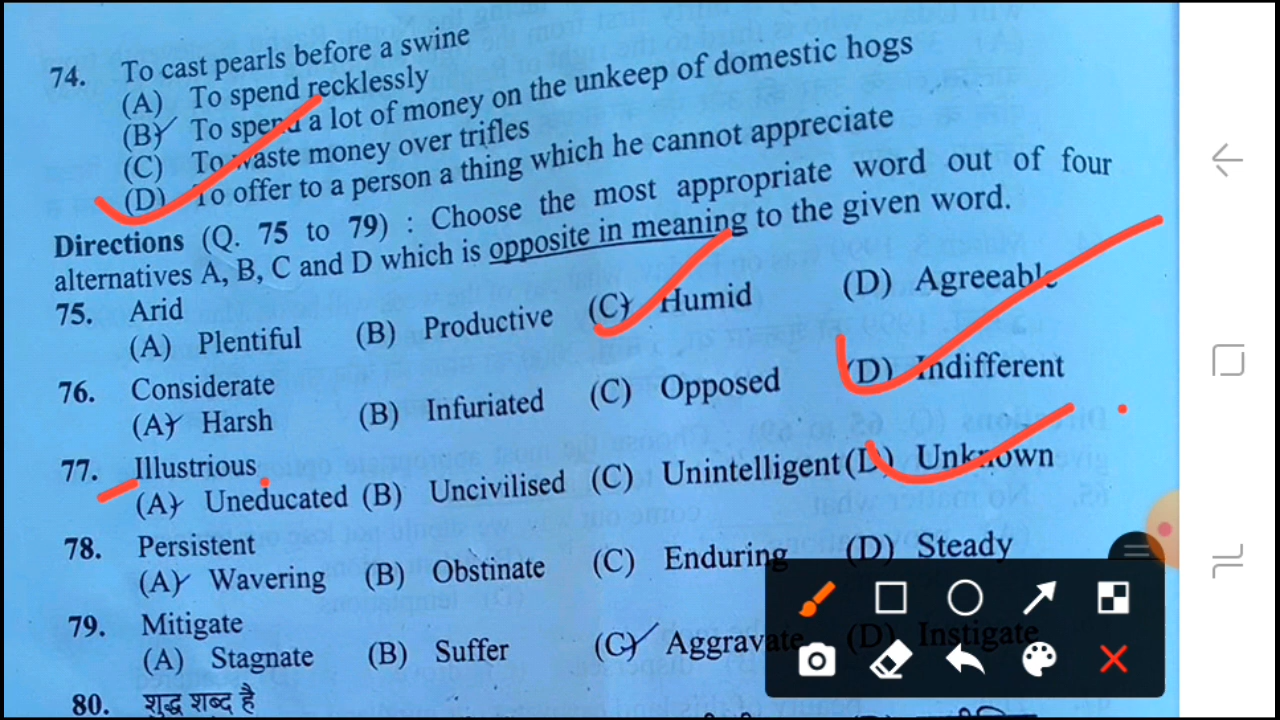 74. To cast pearls before a swine
(A) To spend recklessly
(B) To spend a lot of money on the unkeep of domestic hogs
(C) To waste money over trifles
(D) To offer to a person a thing which he cannot appreciate
Directions (Q. 75 to 79) : Choose the most appropriate word out of four
alternatives A, B, C and D which is opposite in meaning to the given word.
75. Arid
(A) Plentiful (B) Productive (C) Humid (D) Agreeable
76. Considerate
(A) Harsh (B) Infuriated (C) Opposed (D) Indifferent
77. Illustrious
(A) Uneducated (B) Uncivilised (C) Unintelligent (D) Unknown
78. Persistent
(A) Wavering (B) Obstinate (C) Enduring (D) Steady
79. Mitigate
(A) Stagnate (B) Suffer (C) Aggravate (D) Instigate
80. शुद्ध शब्द है